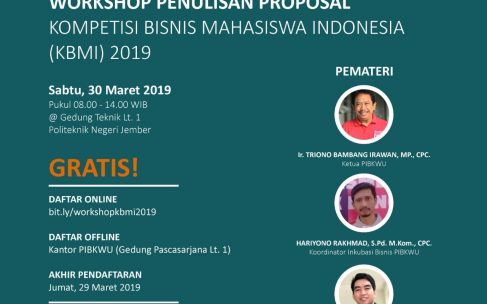 WORKSHOP PENULISAN PROPOSAL
KOMPETISI BISNIS MAHASISWA INDONESIA
(KBMI) 2019
Sabtu, 30 Maret 2019
Pukul 08.00 - 14.00 WIB
@ Gedung Teknik Lt. 1
Politeknik Negeri Jember
GRATIS!
DAFTAR ONLINE
bit.ly/workshopkbmi2019
DAFTAR OFFLINE
Kantor PIBKWU (Gedung Pascasarjana Lt. 1)
AKHIR PENDAFTARAN
Jumat, 29 Maret 2019
PEMATERI
Ir. TRIONO BAMBANG IRAWAN, MP., CPC.
Ketua PIBKWU
HARIYONO RAKHMAD, S.Pd. M.Kom., CPC.
Koordinator Inkubasi Bisnis PIBKWU